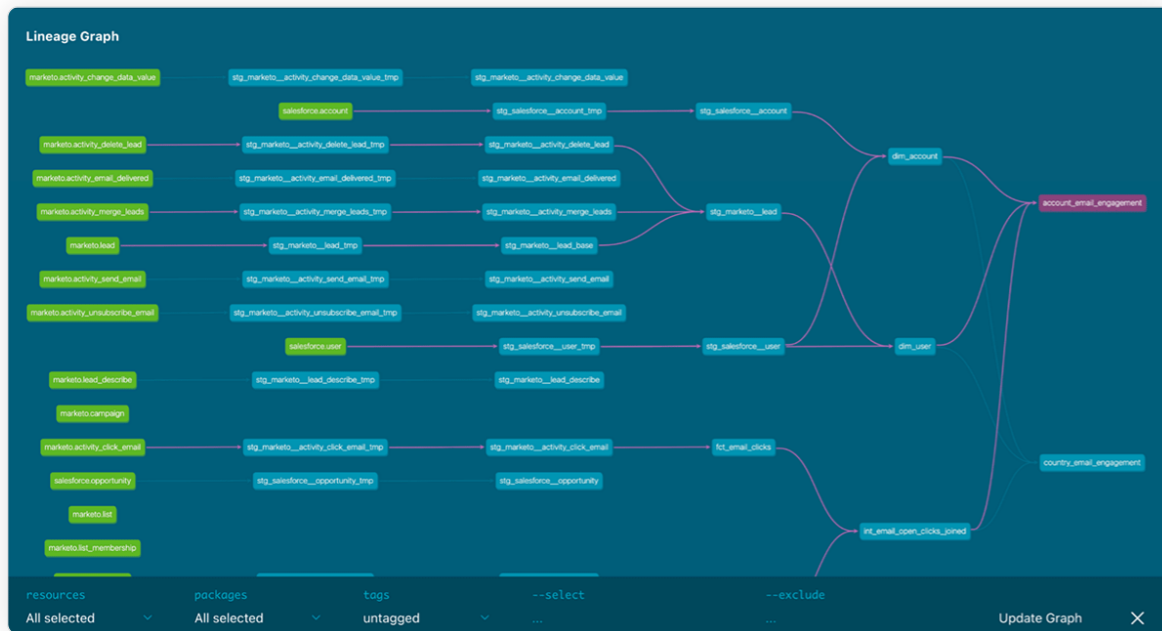 Lineage Graph
marketo.activity_change_data_value
stg_marketo__activity_change_data_value_tmp
stg_marketo__activity_change_data_value
salesforce.account
stg_salesforce__account_tmp
stg_salesforce__account
marketo.activity_delete_lead
stg_marketo__activity_delete_lead_tmp
stg_marketo__activity_delete_lead
dim_account
marketo.activity_email_delivered
stg_marketo__activity_email_delivered_tmp
stg_marketo__activity_email_delivered
account_email_engagement
marketo.activity_merge_leads
stg_marketo__activity_merge_leads_tmp
stg_marketo__activity_merge_leads
stg_marketo__lead
marketo.lead
stg_marketo__lead_tmp
stg_marketo__lead_base
marketo.activity_send_email
stg_marketo__activity_send_email_tmp
stg_marketo__activity_send_email
marketo.activity_unsubscribe_email
stg_marketo__activity_unsubscribe_email_tmp
stg_marketo__activity_unsubscribe_email
salesforce.user
stg_salesforce__user_tmp
stg_salesforce__user
dim_user
marketo.lead_describe
stg_marketo__lead_describe_tmp
stg_marketo__lead_describe
marketo.campaign
marketo.activity_click_email
stg_marketo__activity_click_email_tmp
stg_marketo__activity_click_email
fct_email_clicks
country_email_engagement
salesforce.opportunity
stg_salesforce__opportunity_tmp
stg_salesforce__opportunity
marketo.list
int_email_open_clicks_joined
marketo.list_membership
resources
packages
tags
--select
--exclude
All selected
All selected
untagged
...
...
Update Graph